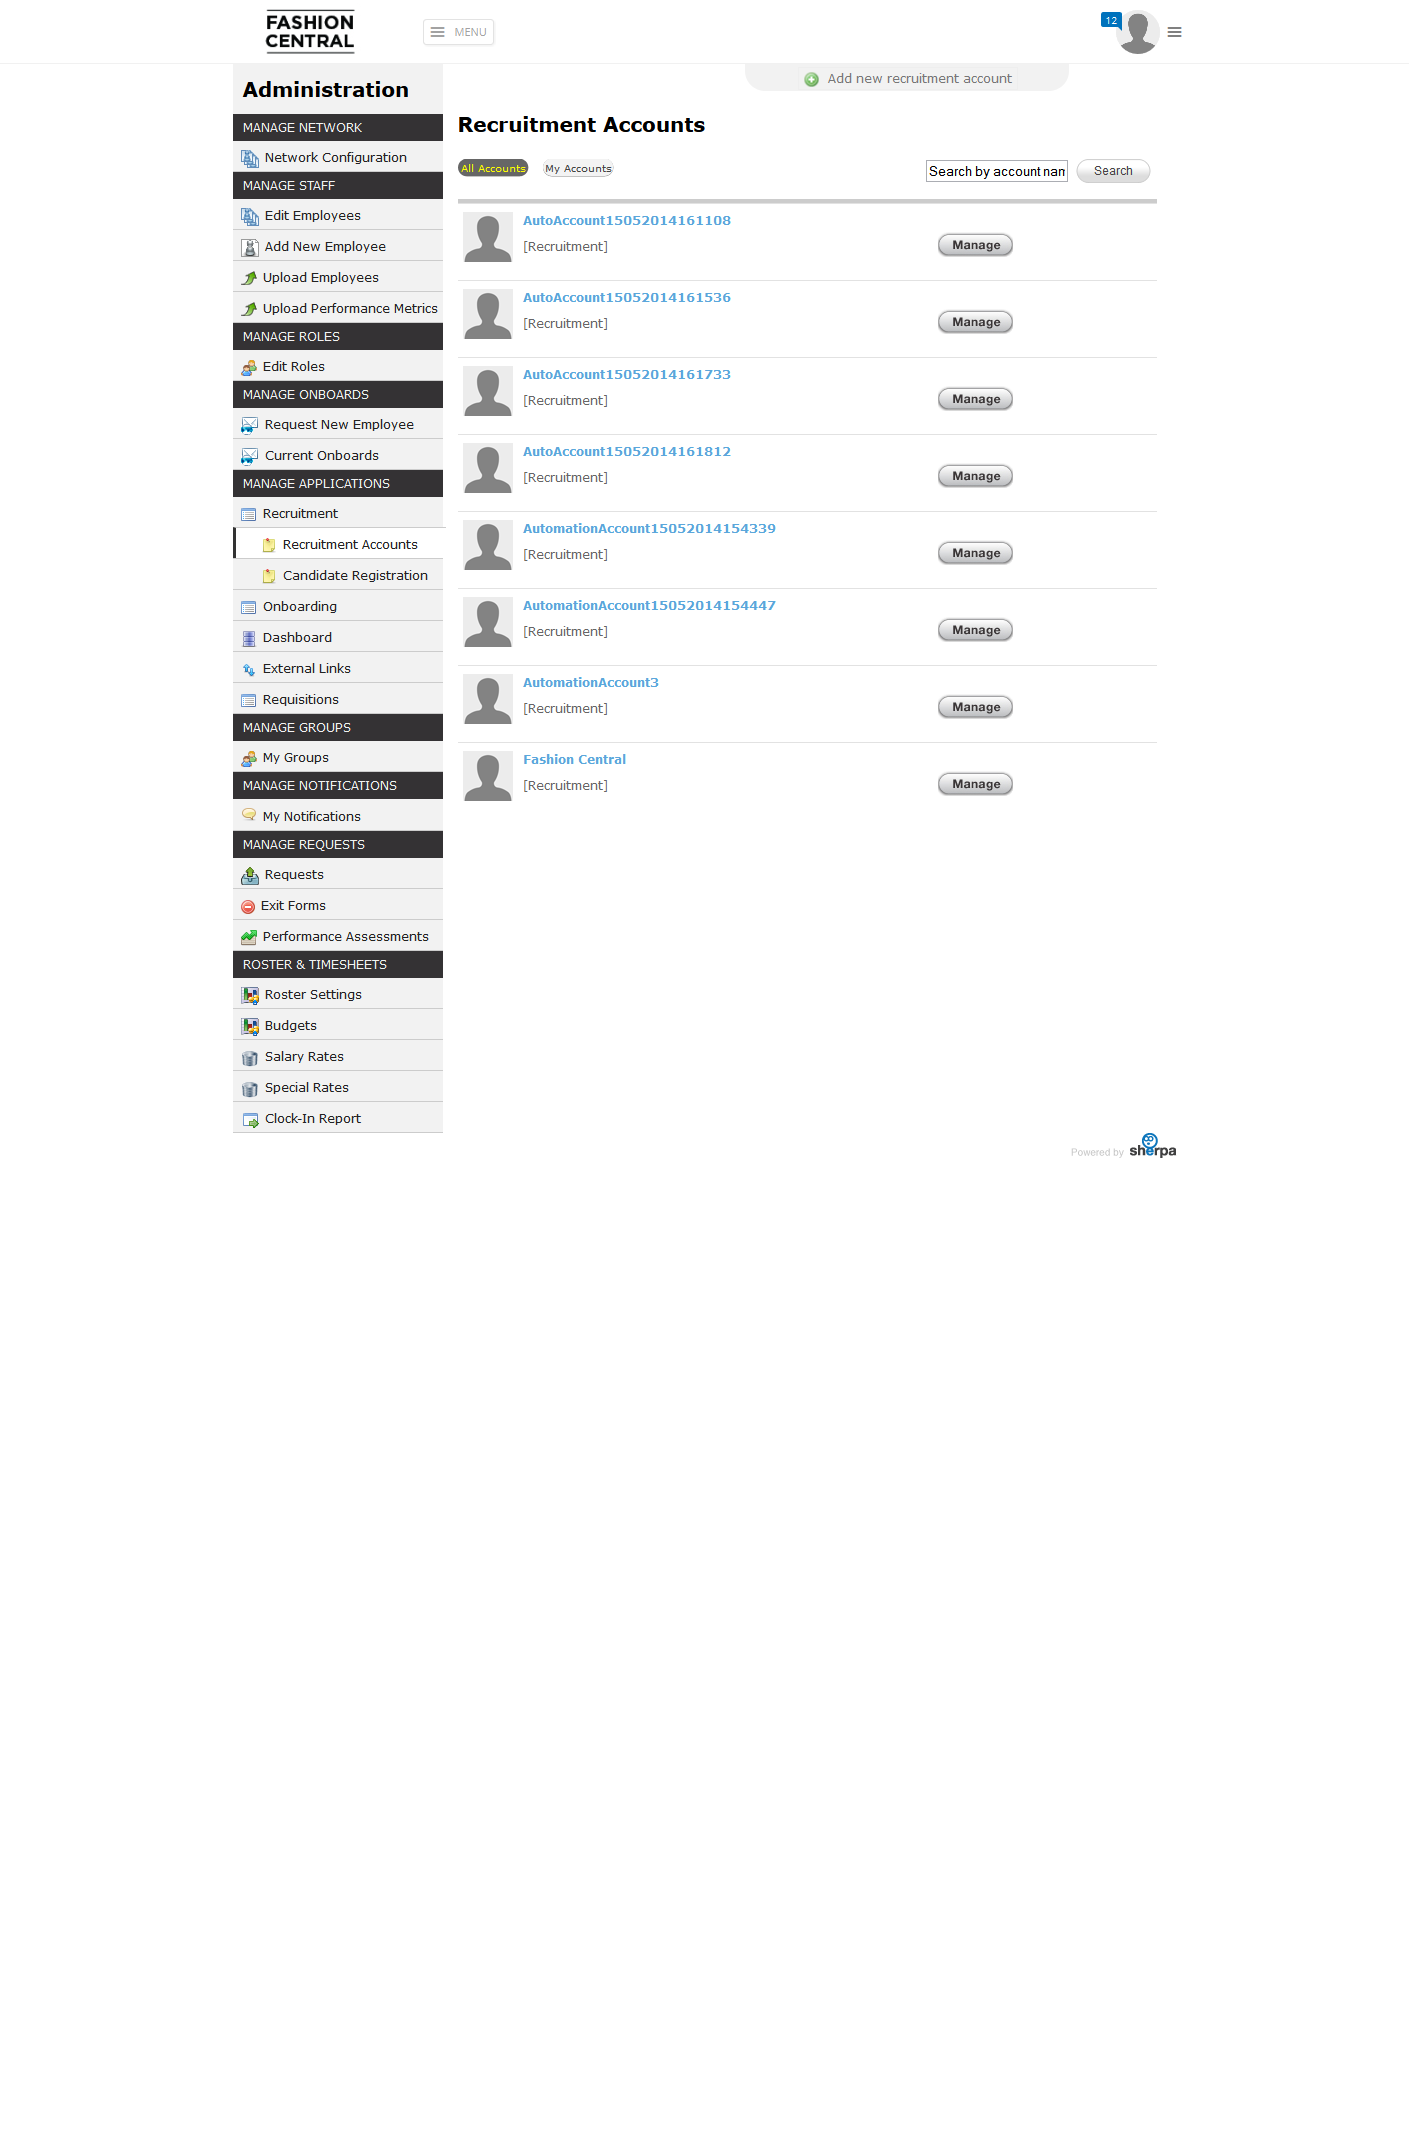 FASHION
CENTRAL
MENU
12
Administration
MANAGE NETWORK
Network Configuration
MANAGE STAFF
Edit Employees
Add New Employee
Upload Employees
Upload Performance Metrics
MANAGE ROLES
Edit Roles
MANAGE ONBOARDS
Request New Employee
Current Onboards
MANAGE APPLICATIONS
Recruitment
Recruitment Accounts
Candidate Registration
Onboarding
Dashboard
External Links
Requisitions
MANAGE GROUPS
My Groups
MANAGE NOTIFICATIONS
My Notifications
MANAGE REQUESTS
Requests
Exit Forms
Performance Assessments
ROSTER & TIMESHEETS
Roster Settings
Budgets
Salary Rates
Special Rates
Clock-In Report
Add new recruitment account
Recruitment Accounts
All Accounts My Accounts Search by account nam Search
AutoAccount15052014161108
[Recruitment] Manage
AutoAccount15052014161536
[Recruitment] Manage
AutoAccount15052014161733
[Recruitment] Manage
AutoAccount15052014161812
[Recruitment] Manage
AutomationAccount15052014154339
[Recruitment] Manage
AutomationAccount15052014154447
[Recruitment] Manage
AutomationAccount3
[Recruitment] Manage
Fashion Central
[Recruitment] Manage
Powered by sherpa